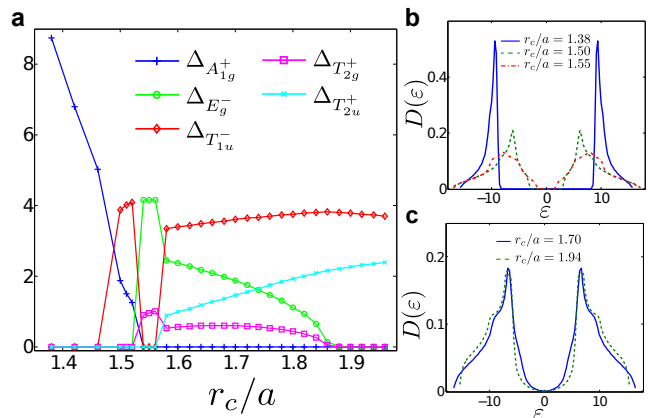 a
8
6
4
2
0
Δ_{A_{1g}^{+}}
Δ_{E_{g}^{-}}
Δ_{T_{1u}^{-}}
Δ_{T_{2g}^{+}}
Δ_{T_{2u}^{+}}
1.4 1.5 1.6 1.7 1.8 1.9
r_c/a
b
r_c/a = 1.38
r_c/a = 1.50
r_c/a = 1.55
D(ε)
0.4
0.2
0
−10 0 10
ε
c
r_c/a = 1.70
r_c/a = 1.94
D(ε)
0.2
0.1
0
−10 0 10
ε